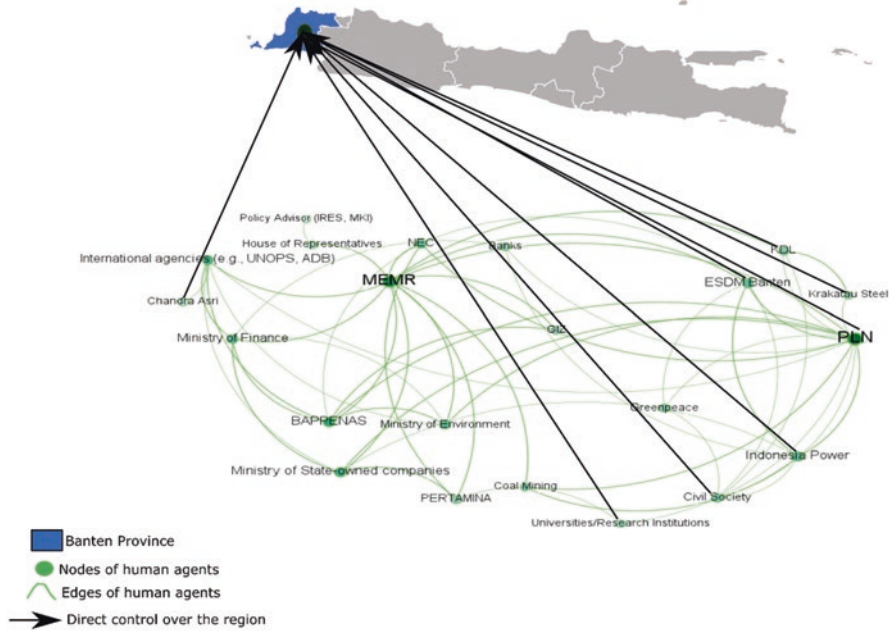 Policy Advisor (IRES, MKI)
House of Representatives
NEC
Banks
KDL
International agencies (e.g., UNOPS, ADB)
MEMR
ESDM Banten
Chandra Asri
Krakatau Steel
Ministry of Finance
GIZ
PLN
Greenpeace
BAPPENAS
Ministry of Environment
Indonesia Power
Ministry of State-owned companies
Coal Mining
PERTAMINA
Civil Society
Universities/Research Institutions
Banten Province
Nodes of human agents
Edges of human agents
Direct control over the region